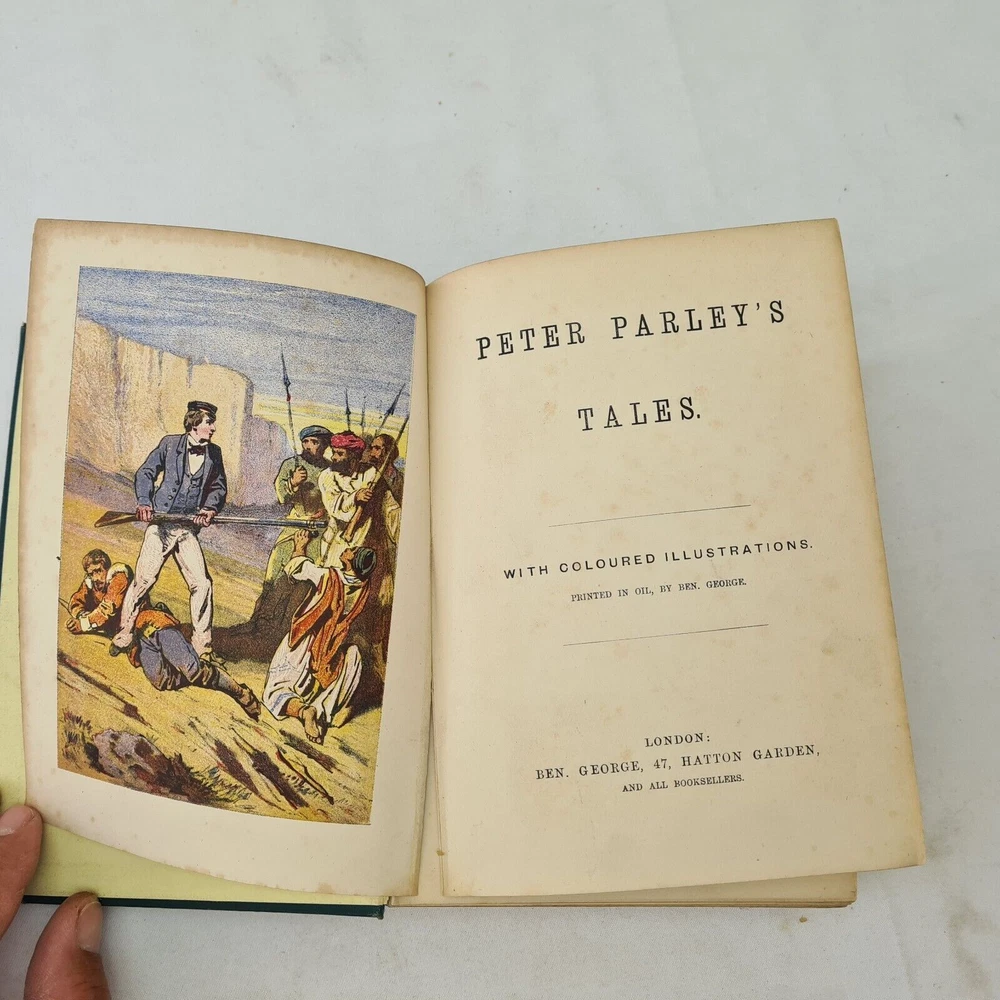 PETER PARLEY'S
TALES.
WITH COLOURED ILLUSTRATIONS.
PRINTED IN OIL, BY BEN. GEORGE.
LONDON:
BEN. GEORGE, 47, HATTON GARDEN,
AND ALL BOOKSELLERS.